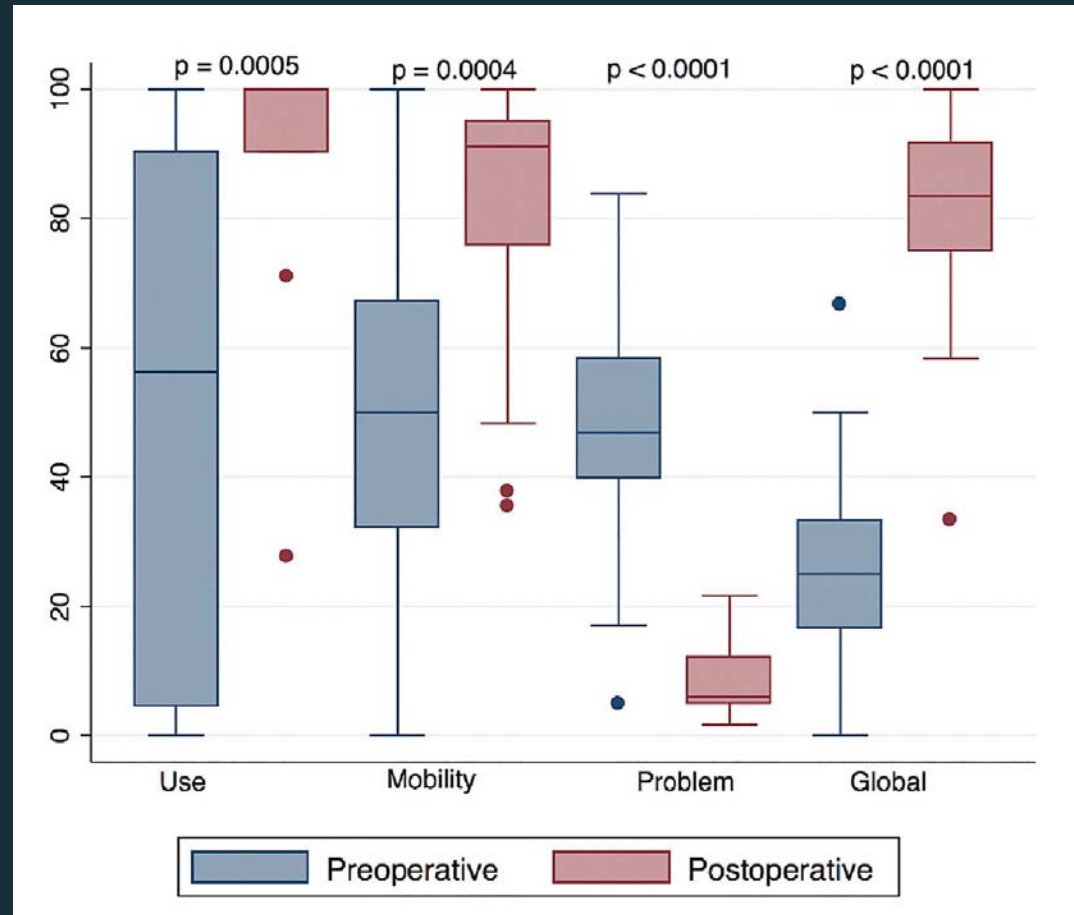 p = 0.0005
p = 0.0004
p < 0.0001
p < 0.0001
100
80
60
40
20
0
Use
Mobility
Problem
Global
Preoperative
Postoperative